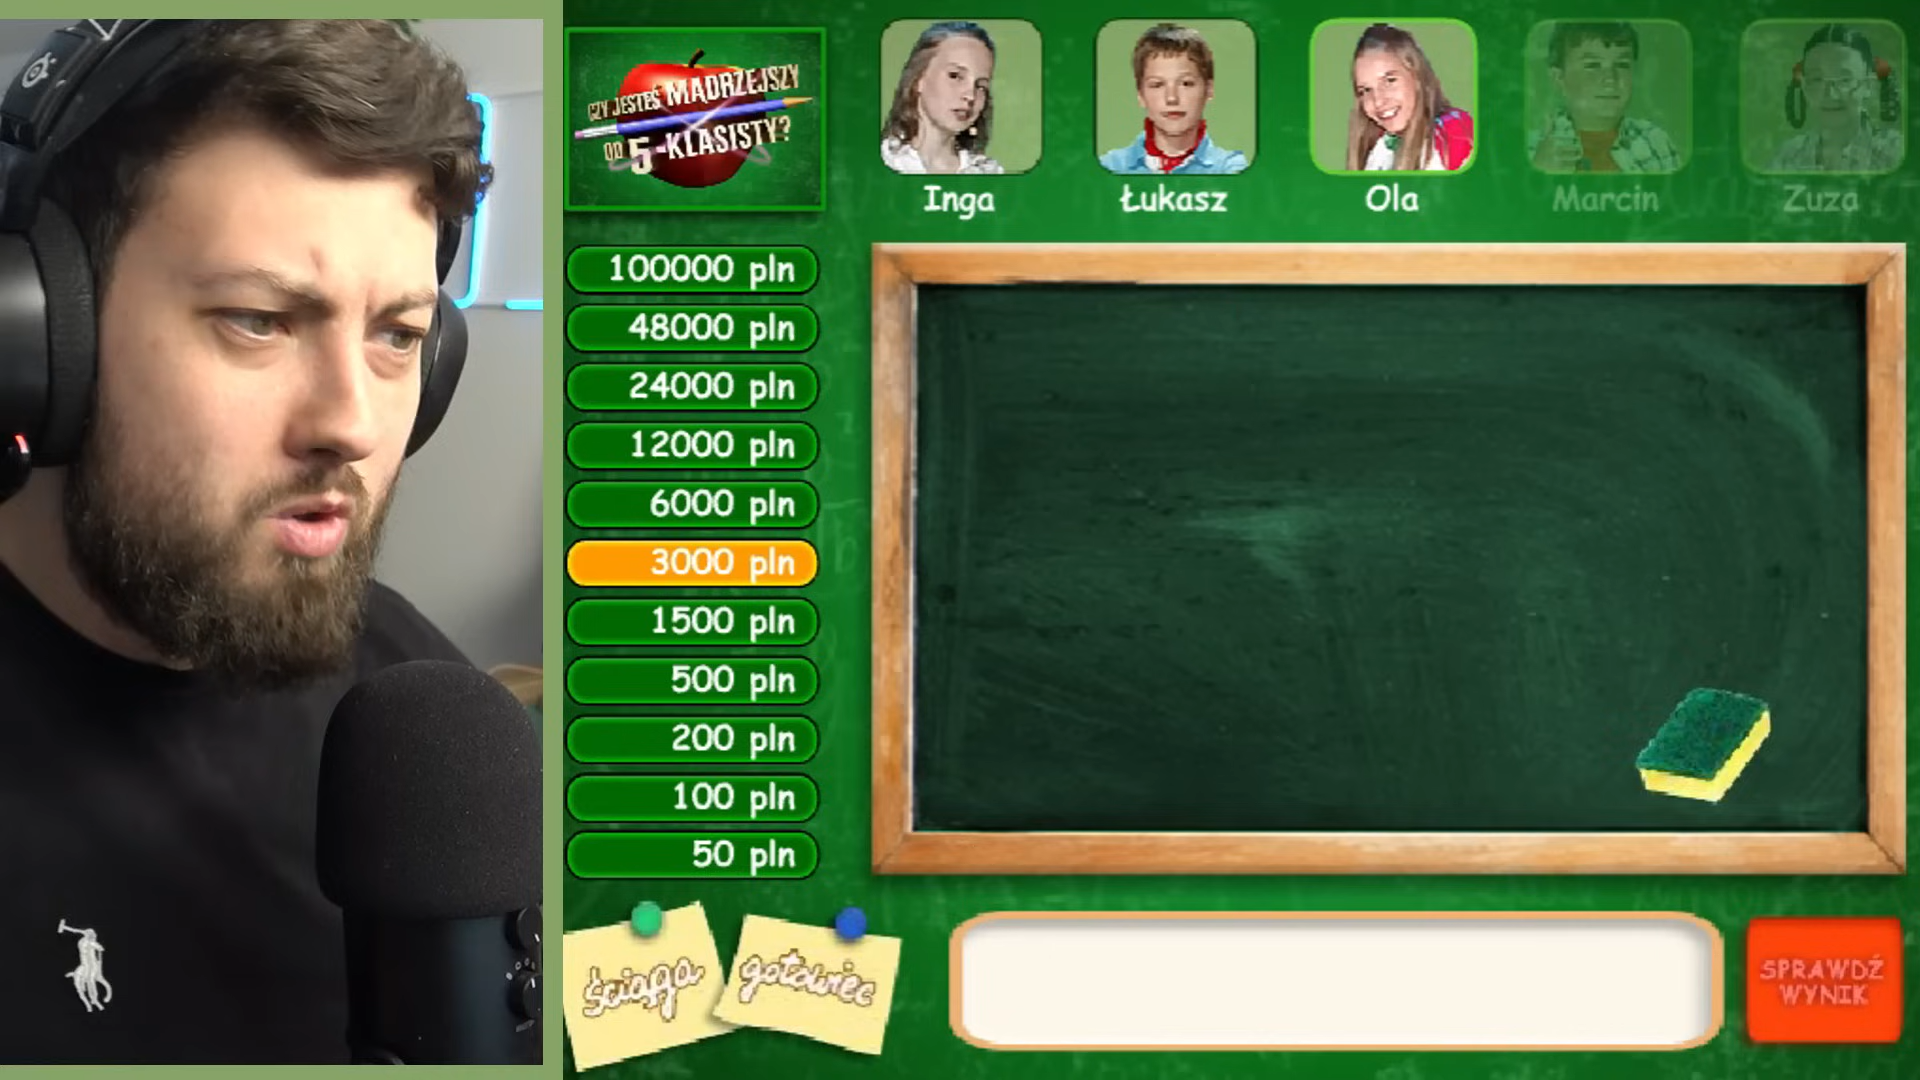 CZY JESTEŚ MĄDRZEJSZY
OD 5-KLASISTY?
Inga
Łukasz
Ola
Marcin
Zuza
100000 pln
48000 pln
24000 pln
12000 pln
6000 pln
3000 pln
1500 pln
500 pln
200 pln
100 pln
50 pln
ściąga
gotowiec
SPRAWDŹ
WYNIK